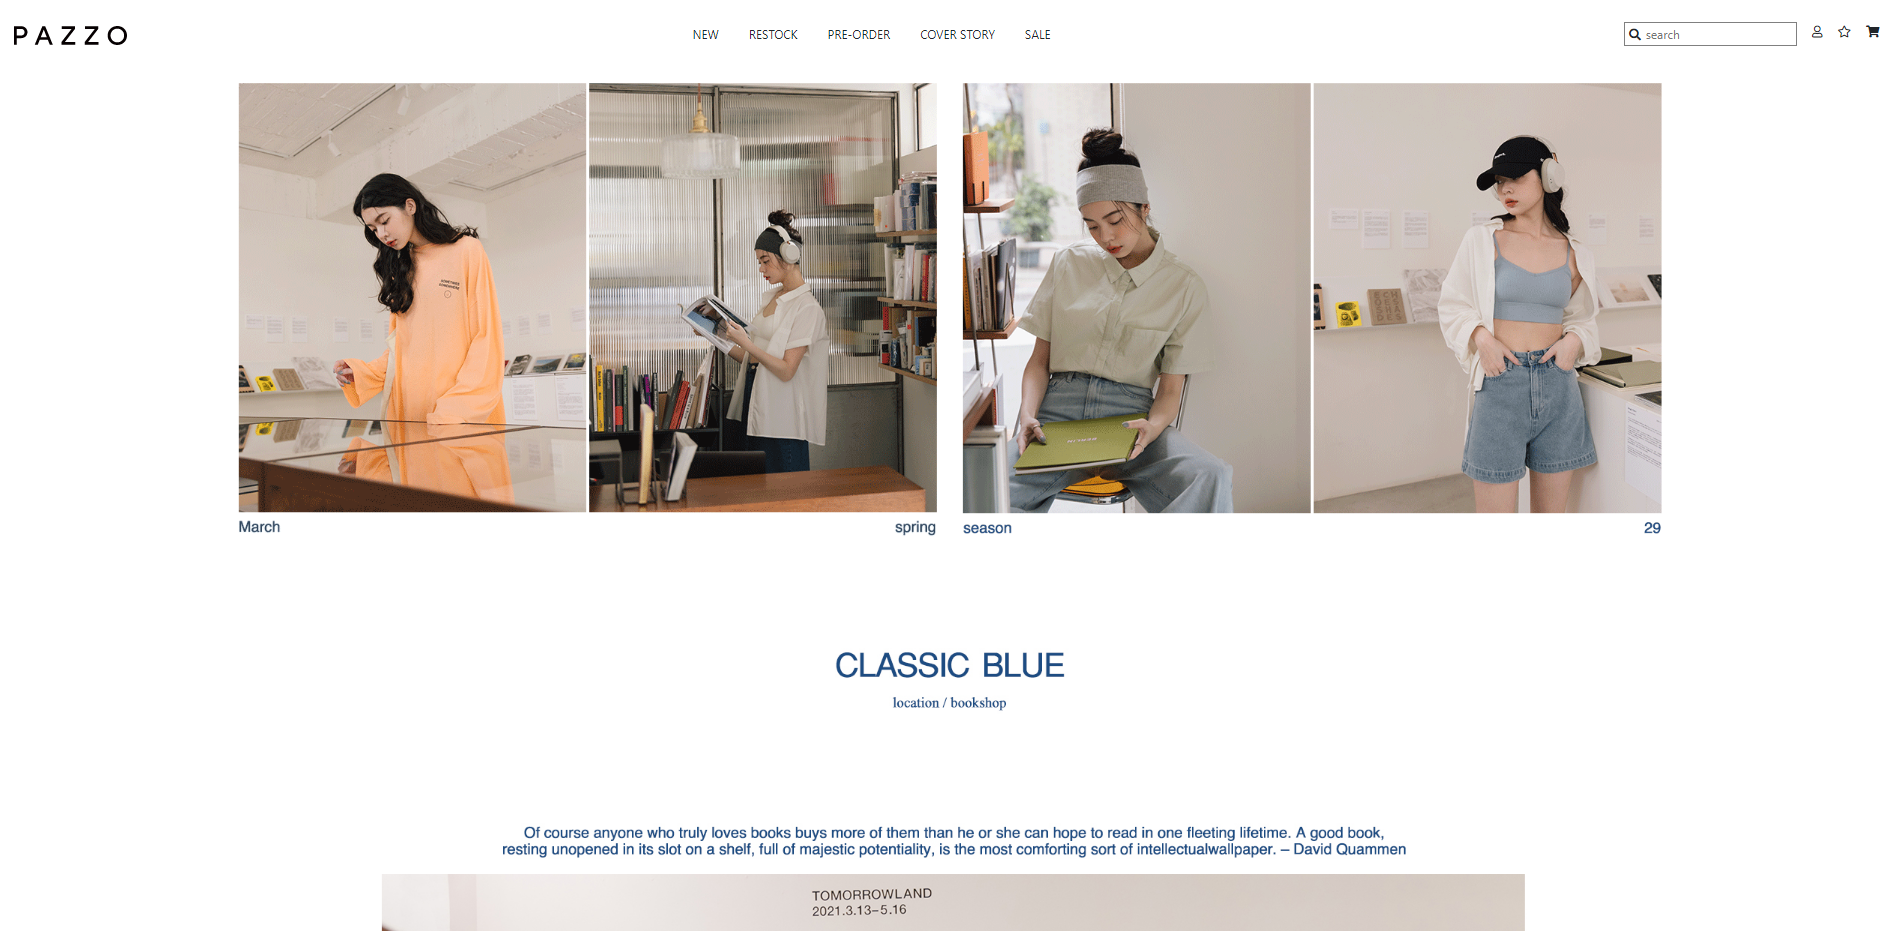 PAZZO
NEW RESTOCK PRE-ORDER COVER STORY SALE
search
March spring season 29
CLASSIC BLUE
location / bookshop
Of course anyone who truly loves books buys more of them than he or she can hope to read in one fleeting lifetime. A good book,
resting unopened in its slot on a shelf, full of majestic potentiality, is the most comforting sort of intellectualwallpaper. – David Quammen
TOMORROWLAND
2021.3.13–5.16